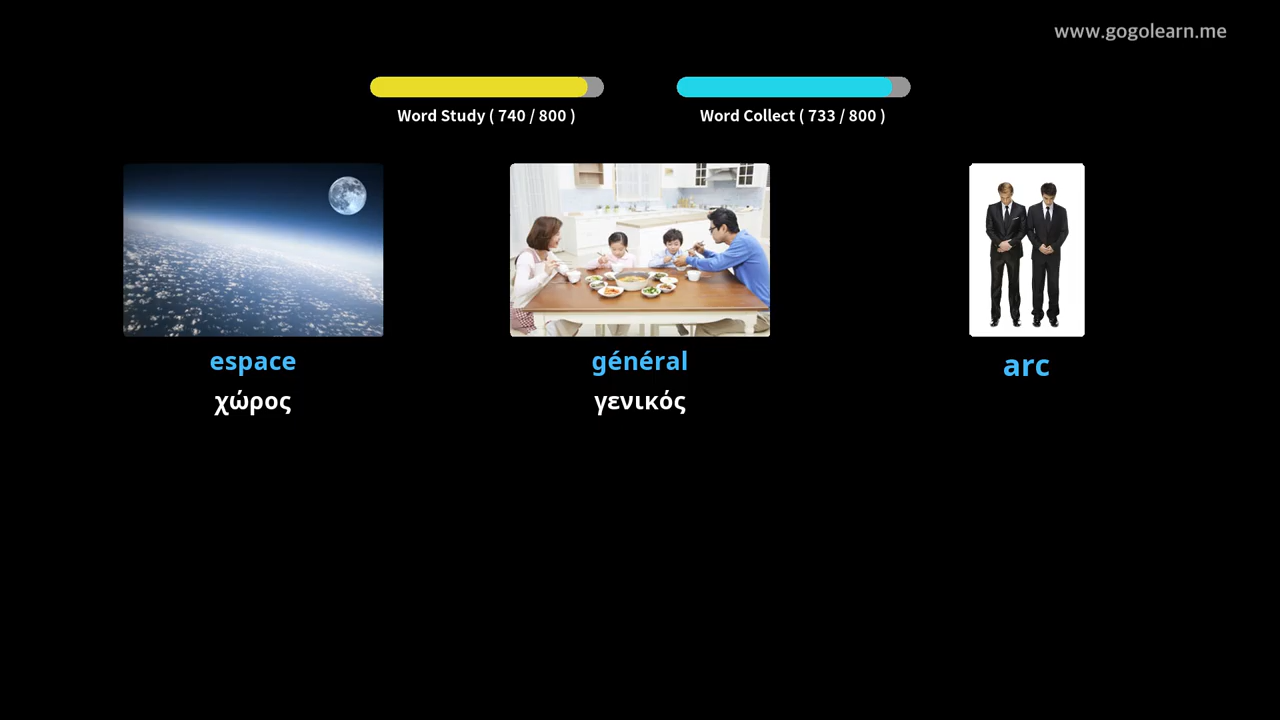 www.gogolearn.me
Word Study ( 740 / 800 )
Word Collect ( 733 / 800 )
espace
χώρος
général
γενικός
arc